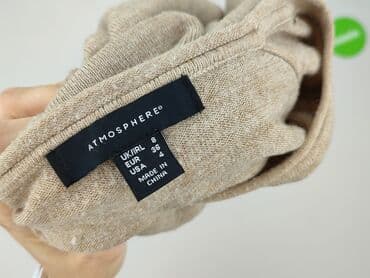 ATMOSPHERE®
UK/IRL 8
EUR 36
USA 4
MADE IN
CHINA